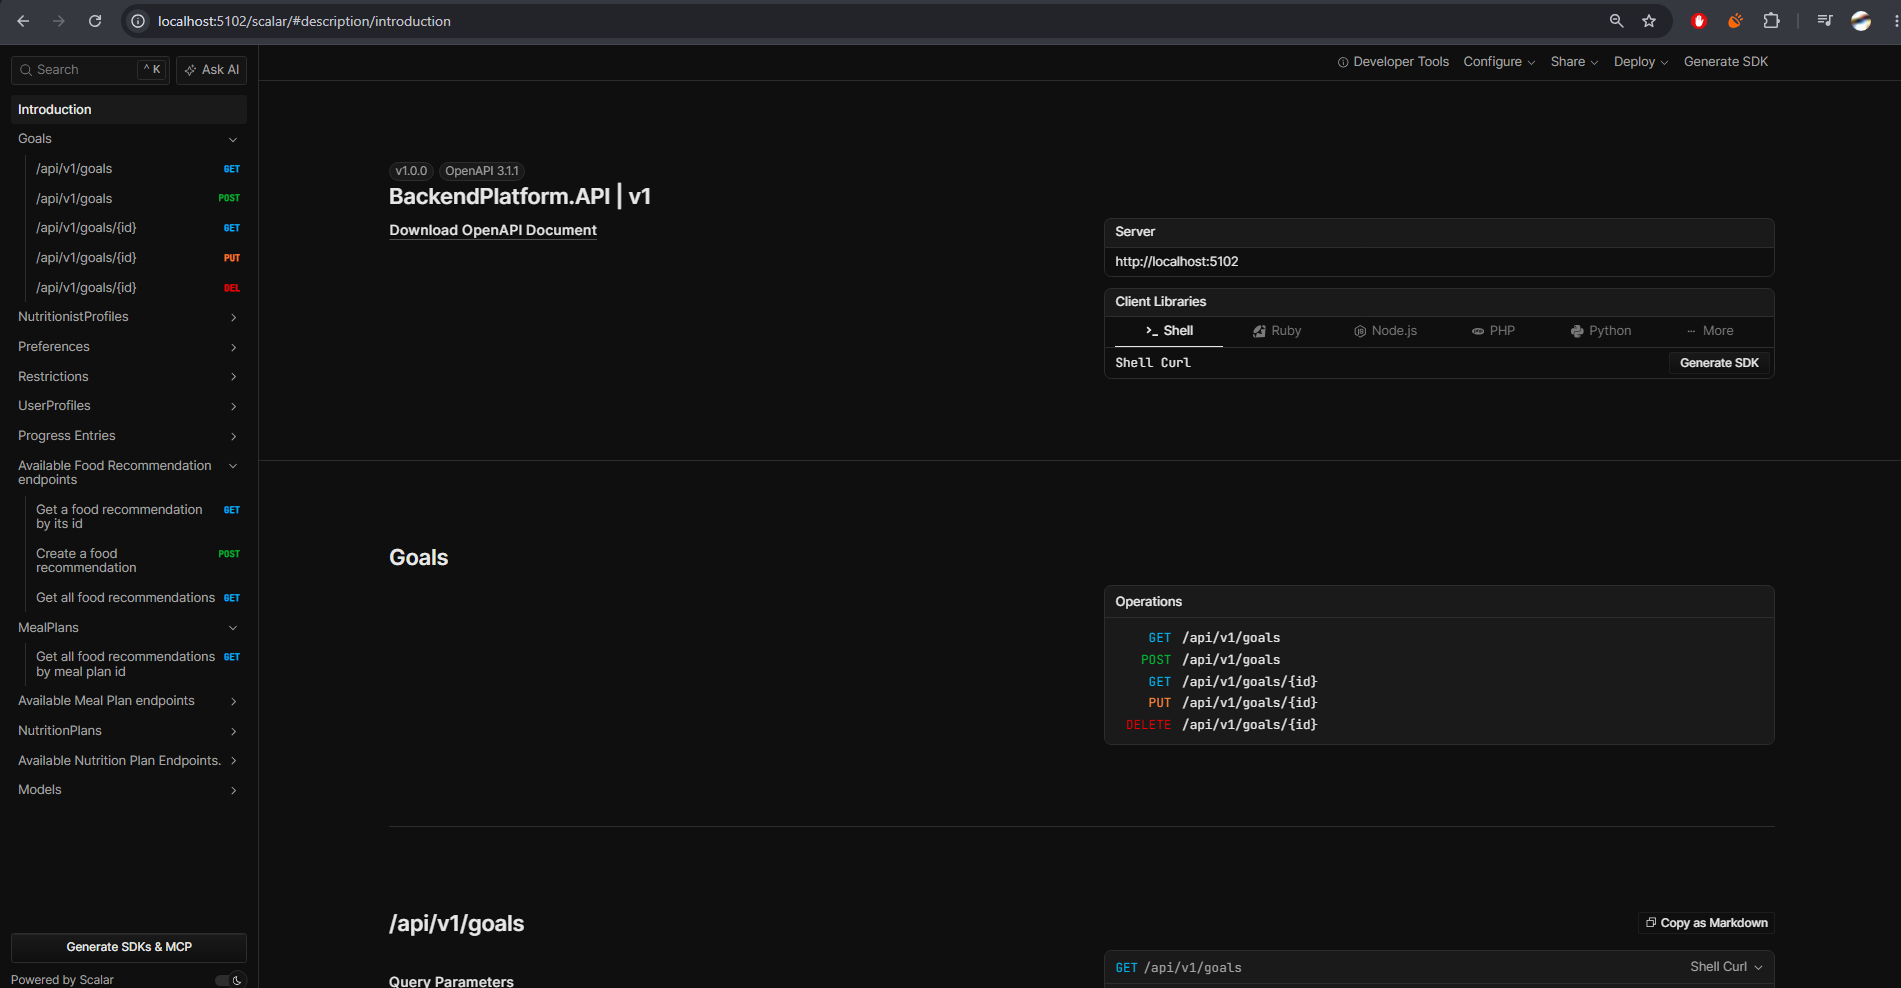 localhost:5102/scalar/#description/introduction
Search
^ K
Ask AI
Developer Tools
Configure
Share
Deploy
Generate SDK
Introduction
Goals
/api/v1/goals GET
/api/v1/goals POST
/api/v1/goals/{id} GET
/api/v1/goals/{id} PUT
/api/v1/goals/{id} DEL
NutritionistProfiles
Preferences
Restrictions
UserProfiles
Progress Entries
Available Food Recommendation
endpoints
Get a food recommendation GET
by its id
Create a food POST
recommendation
Get all food recommendations GET
MealPlans
Get all food recommendations GET
by meal plan id
Available Meal Plan endpoints
NutritionPlans
Available Nutrition Plan Endpoints.
Models
Generate SDKs & MCP
Powered by Scalar
v1.0.0 OpenAPI 3.1.1
BackendPlatform.API | v1
Download OpenAPI Document
Server
http://localhost:5102
Client Libraries
Shell Ruby Node.js PHP Python More
Shell Curl
Generate SDK
Goals
Operations
GET /api/v1/goals
POST /api/v1/goals
GET /api/v1/goals/{id}
PUT /api/v1/goals/{id}
DELETE /api/v1/goals/{id}
/api/v1/goals
Copy as Markdown
Query Parameters
GET /api/v1/goals
Shell Curl